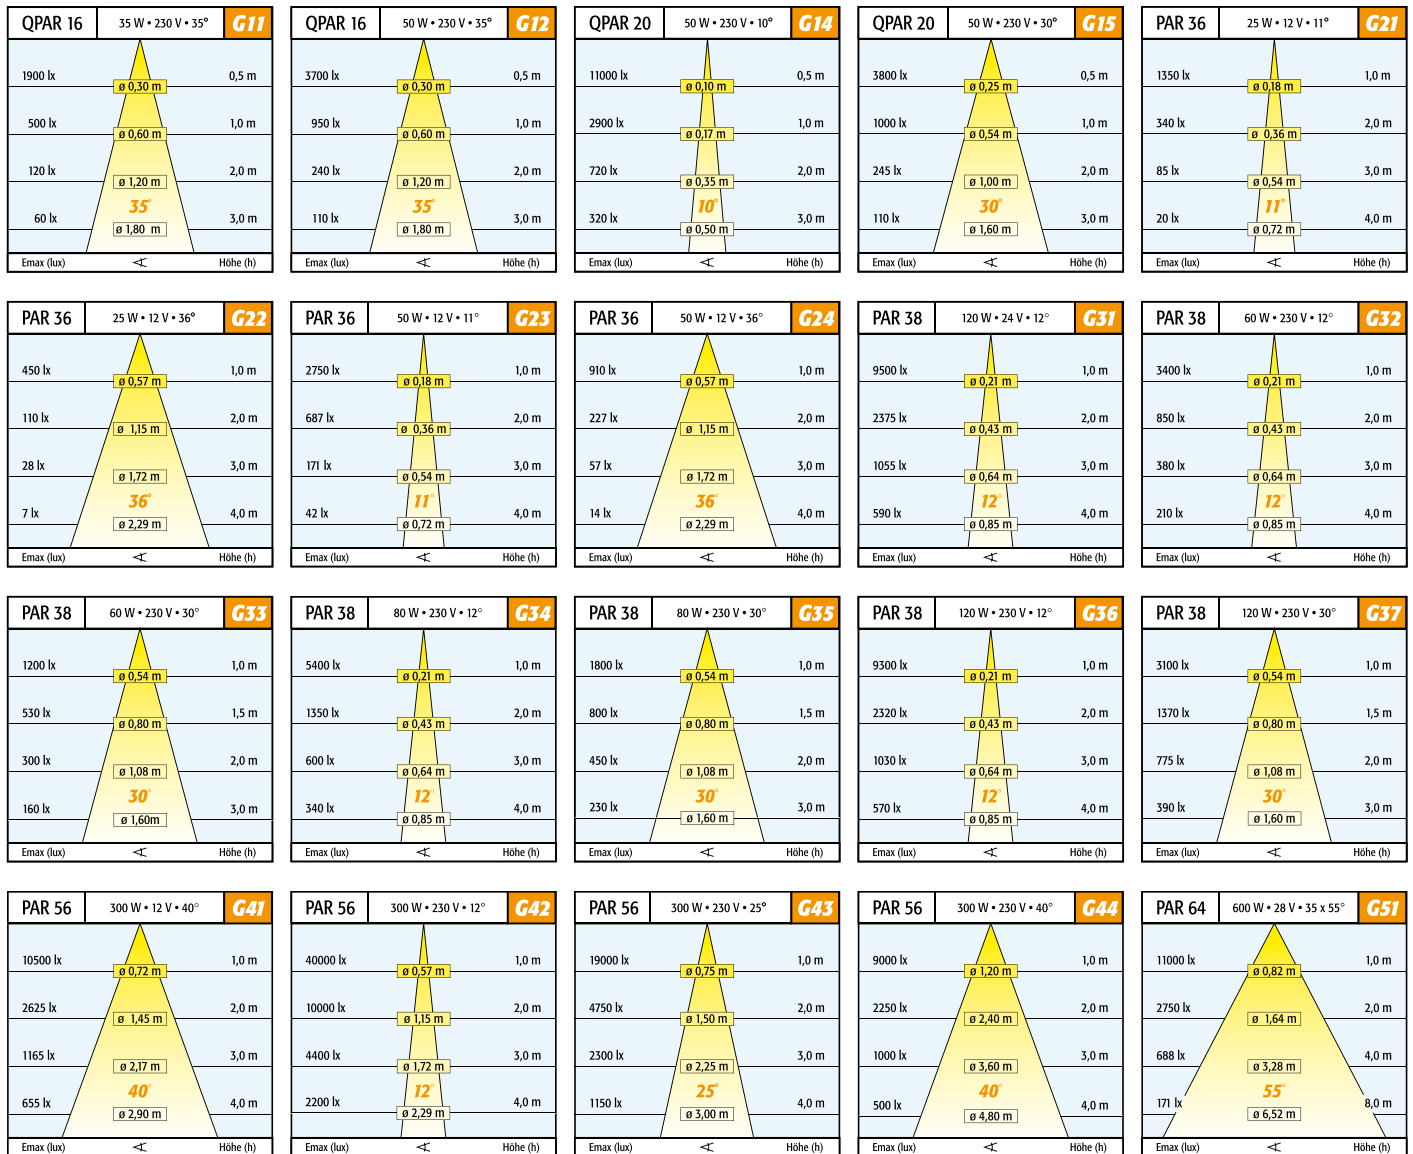 QPAR 16 35 W • 230 V • 35° G11
1900 lx 0,5 m
ø 0,30 m
500 lx 1,0 m
ø 0,60 m
120 lx 2,0 m
ø 1,20 m
35°
60 lx 3,0 m
ø 1,80 m
Emax (lux) Höhe (h)
QPAR 16 50 W • 230 V • 35° G12
3700 lx 0,5 m
ø 0,30 m
950 lx 1,0 m
ø 0,60 m
240 lx 2,0 m
ø 1,20 m
35°
110 lx 3,0 m
ø 1,80 m
Emax (lux) Höhe (h)
QPAR 20 50 W • 230 V • 10° G14
11000 lx 0,5 m
ø 0,10 m
2900 lx 1,0 m
ø 0,17 m
720 lx 2,0 m
ø 0,35 m
10°
320 lx 3,0 m
ø 0,50 m
Emax (lux) Höhe (h)
QPAR 20 50 W • 230 V • 30° G15
3800 lx 0,5 m
ø 0,25 m
1000 lx 1,0 m
ø 0,54 m
245 lx 2,0 m
ø 1,00 m
30°
110 lx 3,0 m
ø 1,60 m
Emax (lux) Höhe (h)
PAR 36 25 W • 12 V • 11° G21
1350 lx 1,0 m
ø 0,18 m
340 lx 2,0 m
ø 0,36 m
85 lx 3,0 m
ø 0,54 m
11°
20 lx 4,0 m
ø 0,72 m
Emax (lux) Höhe (h)
PAR 36 25 W • 12 V • 36° G22
450 lx 1,0 m
ø 0,57 m
110 lx 2,0 m
ø 1,15 m
28 lx 3,0 m
ø 1,72 m
36°
7 lx 4,0 m
ø 2,29 m
Emax (lux) Höhe (h)
PAR 36 50 W • 12 V • 11° G23
2750 lx 1,0 m
ø 0,18 m
687 lx 2,0 m
ø 0,36 m
171 lx 3,0 m
ø 0,54 m
11°
42 lx 4,0 m
ø 0,72 m
Emax (lux) Höhe (h)
PAR 36 50 W • 12 V • 36° G24
910 lx 1,0 m
ø 0,57 m
227 lx 2,0 m
ø 1,15 m
57 lx 3,0 m
ø 1,72 m
36°
14 lx 4,0 m
ø 2,29 m
Emax (lux) Höhe (h)
PAR 38 120 W • 24 V • 12° G31
9500 lx 1,0 m
ø 0,21 m
2375 lx 2,0 m
ø 0,43 m
1055 lx 3,0 m
ø 0,64 m
12°
590 lx 4,0 m
ø 0,85 m
Emax (lux) Höhe (h)
PAR 38 60 W • 230 V • 12° G32
3400 lx 1,0 m
ø 0,21 m
850 lx 2,0 m
ø 0,43 m
380 lx 3,0 m
ø 0,64 m
12°
210 lx 4,0 m
ø 0,85 m
Emax (lux) Höhe (h)
PAR 38 60 W • 230 V • 30° G33
1200 lx 1,0 m
ø 0,54 m
530 lx 1,5 m
ø 0,80 m
300 lx 2,0 m
ø 1,08 m
30°
160 lx 3,0 m
ø 1,60m
Emax (lux) Höhe (h)
PAR 38 80 W • 230 V • 12° G34
5400 lx 1,0 m
ø 0,21 m
1350 lx 2,0 m
ø 0,43 m
600 lx 3,0 m
ø 0,64 m
12°
340 lx 4,0 m
ø 0,85 m
Emax (lux) Höhe (h)
PAR 38 80 W • 230 V • 30° G35
1800 lx 1,0 m
ø 0,54 m
800 lx 1,5 m
ø 0,80 m
450 lx 2,0 m
ø 1,08 m
30°
230 lx 3,0 m
ø 1,60 m
Emax (lux) Höhe (h)
PAR 38 120 W • 230 V • 12° G36
9300 lx 1,0 m
ø 0,21 m
2320 lx 2,0 m
ø 0,43 m
1030 lx 3,0 m
ø 0,64 m
12°
570 lx 4,0 m
ø 0,85 m
Emax (lux) Höhe (h)
PAR 38 120 W • 230 V • 30° G37
3100 lx 1,0 m
ø 0,54 m
1370 lx 1,5 m
ø 0,80 m
775 lx 2,0 m
ø 1,08 m
30°
390 lx 3,0 m
ø 1,60 m
Emax (lux) Höhe (h)
PAR 56 300 W • 12 V • 40° G41
10500 lx 1,0 m
ø 0,72 m
2625 lx 2,0 m
ø 1,45 m
1165 lx 3,0 m
ø 2,17 m
40°
655 lx 4,0 m
ø 2,90 m
Emax (lux) Höhe (h)
PAR 56 300 W • 230 V • 12° G42
40000 lx 1,0 m
ø 0,57 m
10000 lx 2,0 m
ø 1,15 m
4400 lx 3,0 m
ø 1,72 m
12°
2200 lx 4,0 m
ø 2,29 m
Emax (lux) Höhe (h)
PAR 56 300 W • 230 V • 25° G43
19000 lx 1,0 m
ø 0,75 m
4750 lx 2,0 m
ø 1,50 m
2300 lx 3,0 m
ø 2,25 m
25°
1150 lx 4,0 m
ø 3,00 m
Emax (lux) Höhe (h)
PAR 56 300 W • 230 V • 40° G44
9000 lx 1,0 m
ø 1,20 m
2250 lx 2,0 m
ø 2,40 m
1000 lx 3,0 m
ø 3,60 m
40°
500 lx 4,0 m
ø 4,80 m
Emax (lux) Höhe (h)
PAR 64 600 W • 28 V • 35 x 55° G51
11000 lx 1,0 m
ø 0,82 m
2750 lx 2,0 m
ø 1,64 m
688 lx 4,0 m
ø 3,28 m
55°
171 lx 8,0 m
ø 6,52 m
Emax (lux) Höhe (h)